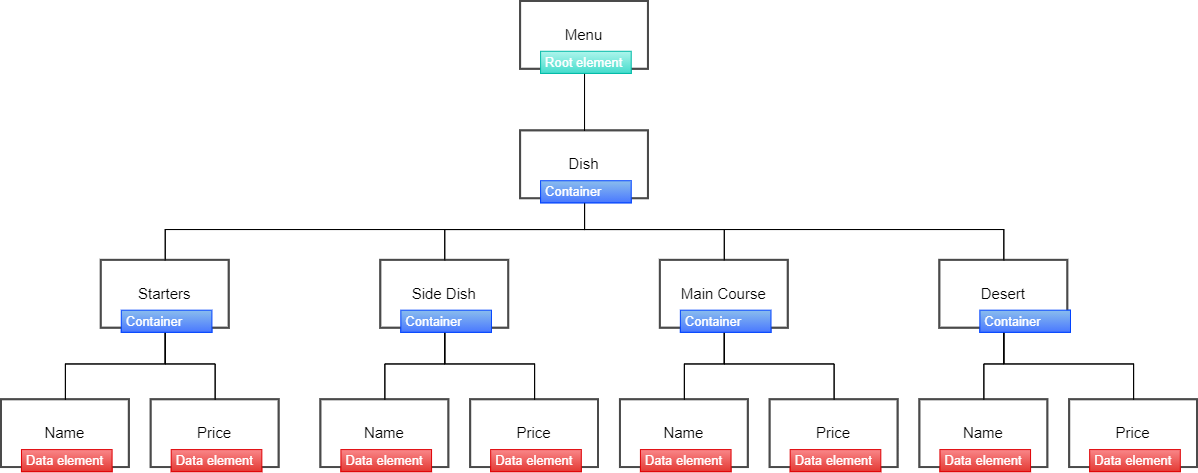 Menu
Root element
Dish
Container
Starters
Container
Side Dish
Container
Main Course
Container
Desert
Container
Name
Data element
Price
Data element
Name
Data element
Price
Data element
Name
Data element
Price
Data element
Name
Data element
Price
Data element